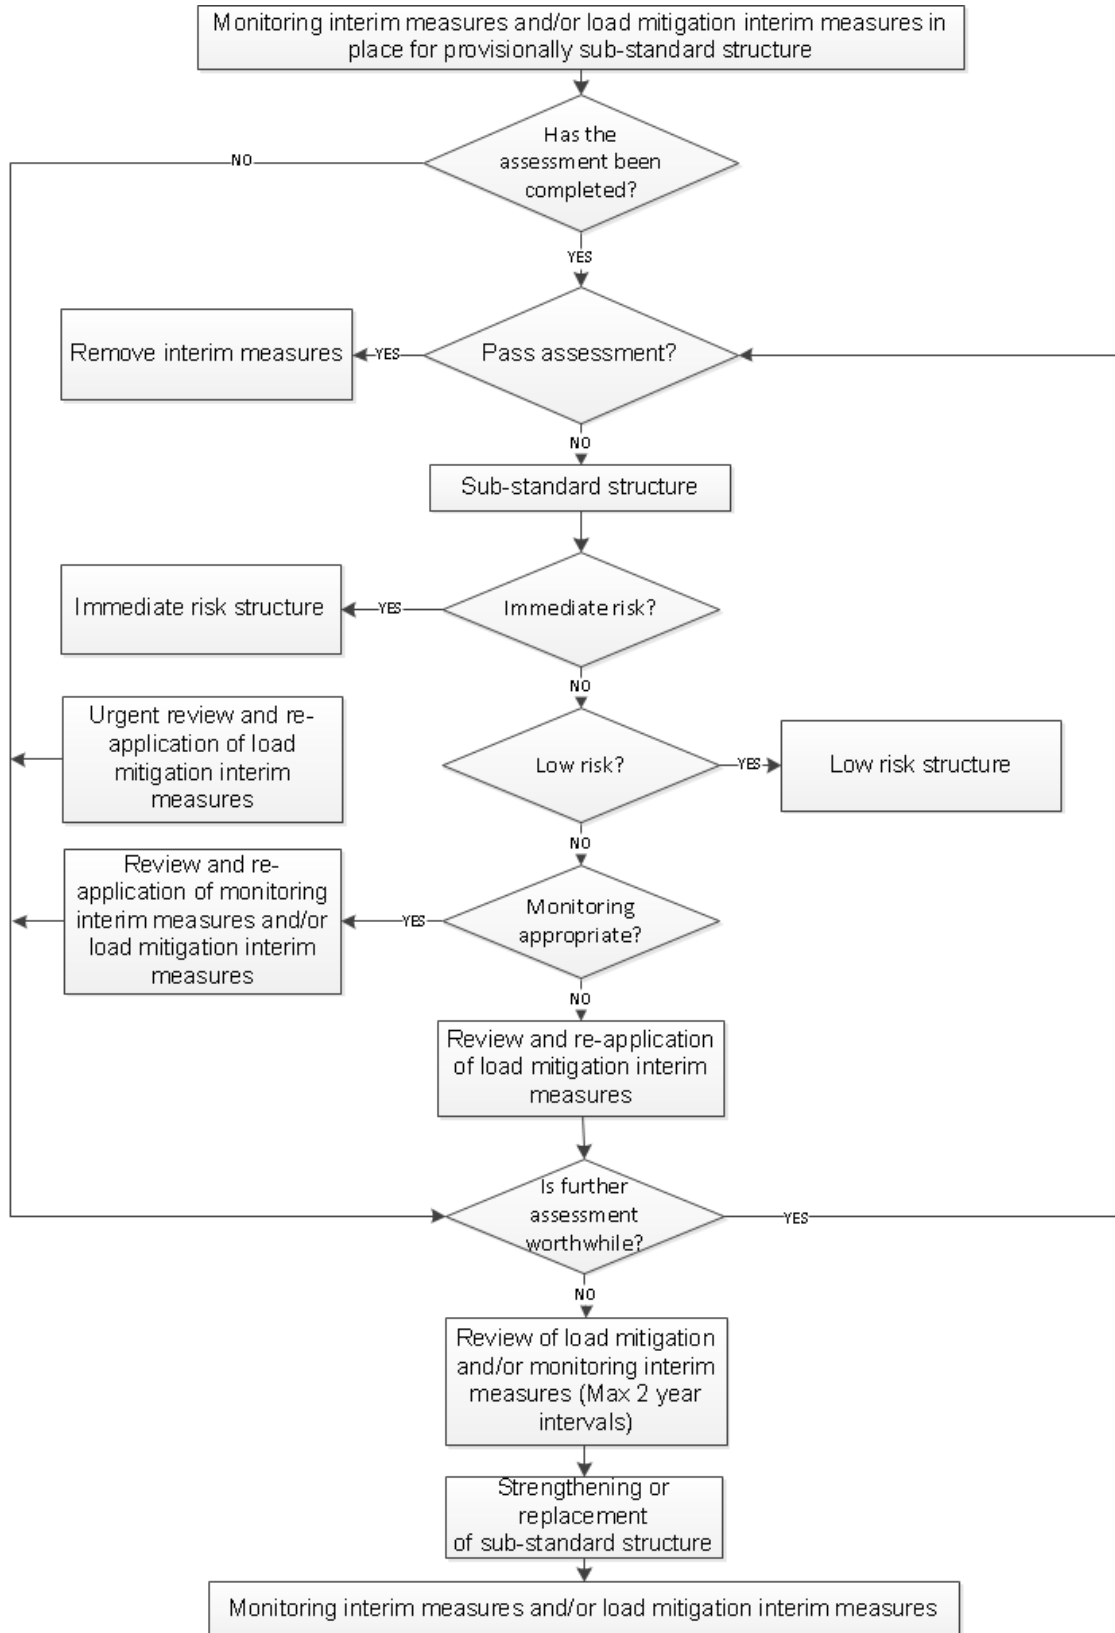 Monitoring interim measures and/or load mitigation interim measures in
place for provisionally sub-standard structure
Has the
assessment been
completed?
NO
YES
Remove interim measures
YES
Pass assessment?
NO
Sub-standard structure
Immediate risk structure
YES
Immediate risk?
NO
Urgent review and re-
application of load
mitigation interim
measures
Low risk?
YES
Low risk structure
NO
Review and re-
application of monitoring
interim measures and/or
load mitigation interim
measures
YES
Monitoring
appropriate?
NO
Review and re-application
of load mitigation interim
measures
Is further
assessment
worthwhile?
YES
NO
Review of load mitigation
and/or monitoring interim
measures (Max 2 year
intervals)
Strengthening or
replacement
of sub-standard structure
Monitoring interim measures and/or load mitigation interim measures